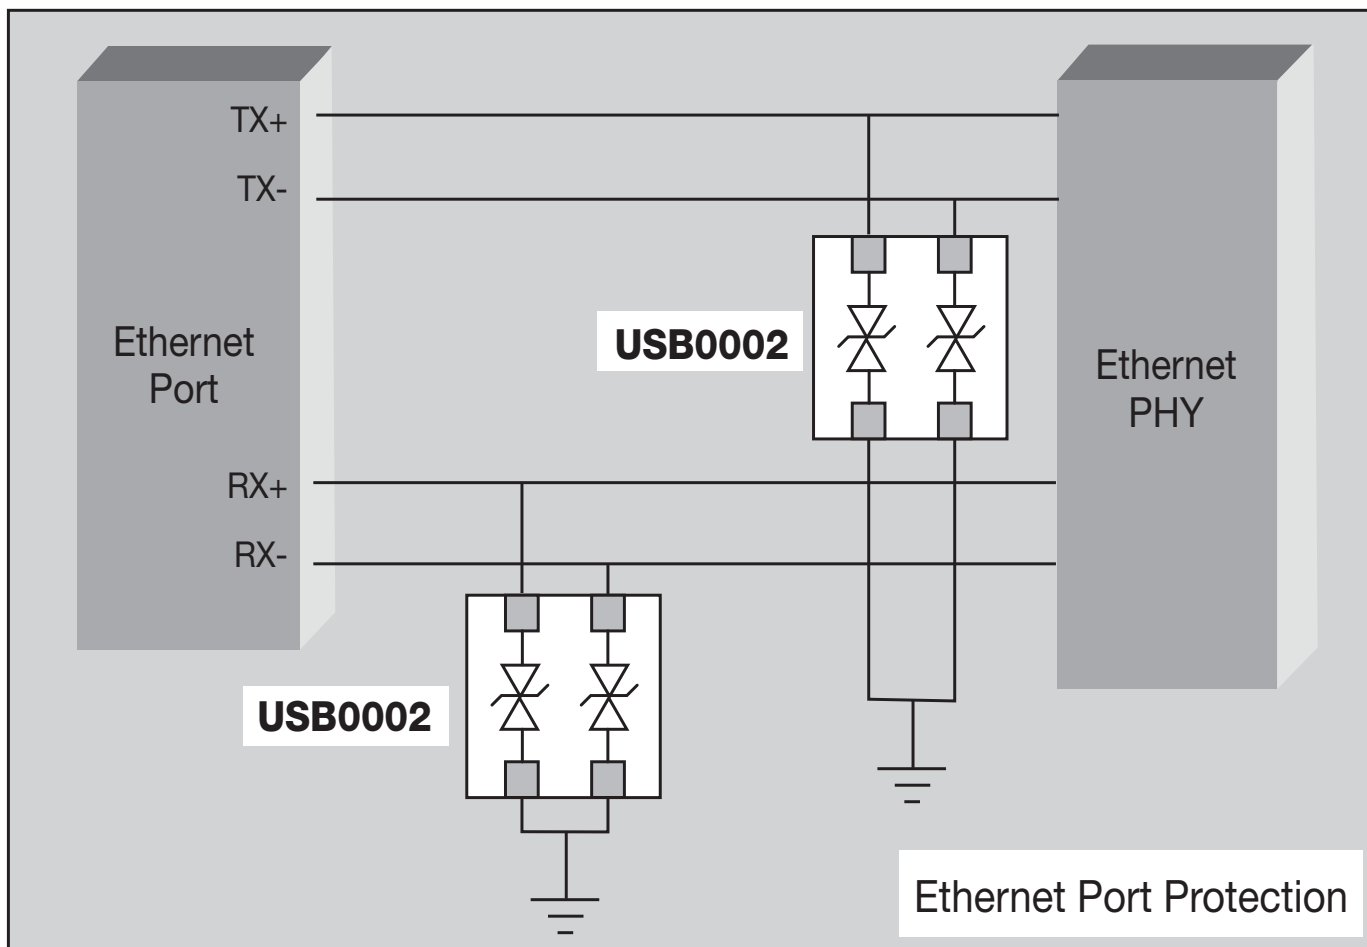 TX+
TX-
Ethernet
Port
USB0002
Ethernet
PHY
RX+
RX-
USB0002
Ethernet Port Protection